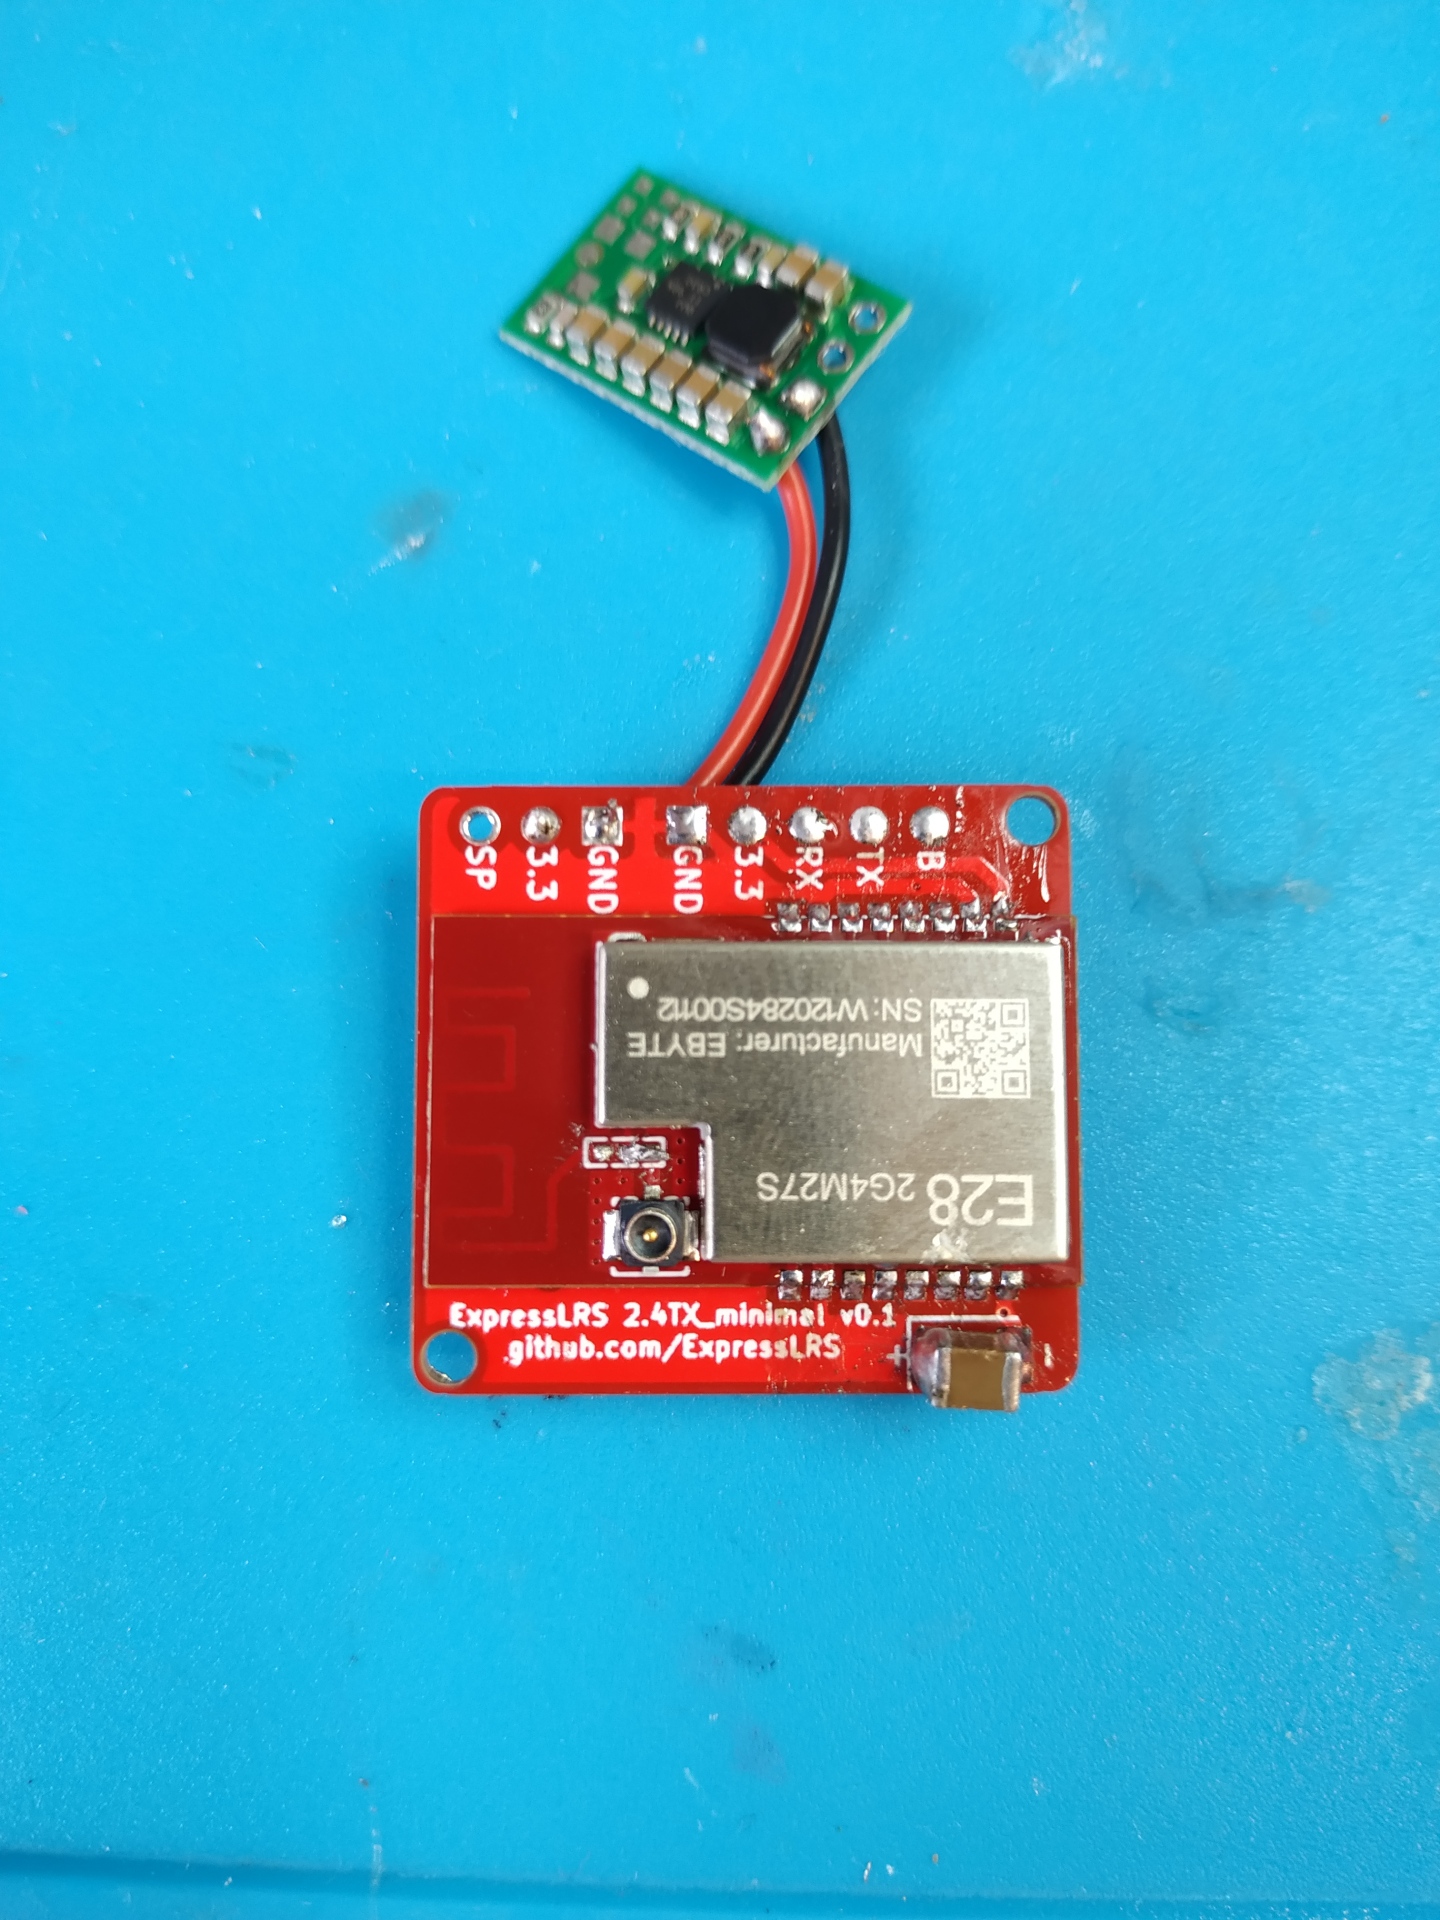 SP
3.3
GND
GND
3.3
RX
TX
B
SN: W120284S00112
Manufacturer: EBYTE
E28 2G4M27S
ExpressLRS 2.4TX_minimal v0.1
github.com/ExpressLRS
+